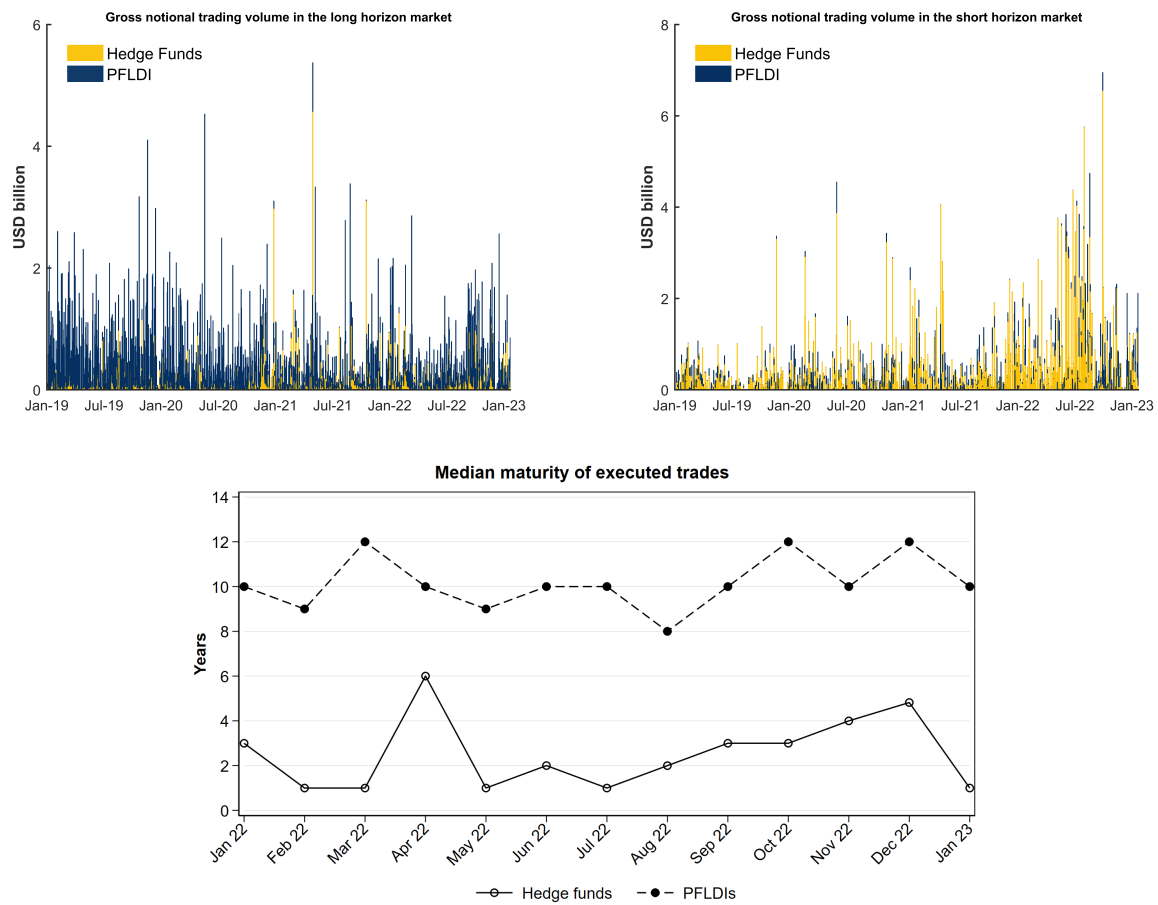 Gross notional trading volume in the long horizon market
6
Hedge Funds
PFLDI
4
USD billion
2
0
Jan-19 Jul-19 Jan-20 Jul-20 Jan-21 Jul-21 Jan-22 Jul-22 Jan-23
Gross notional trading volume in the short horizon market
8
Hedge Funds
PFLDI
6
USD billion
4
2
0
Jan-19 Jul-19 Jan-20 Jul-20 Jan-21 Jul-21 Jan-22 Jul-22 Jan-23
Median maturity of executed trades
14
12
10
8
Years
6
4
2
0
Jan 22 Feb 22 Mar 22 Apr 22 May 22 Jun 22 Jul 22 Aug 22 Sep 22 Oct 22 Nov 22 Dec 22 Jan 23
Hedge funds PFLDIs